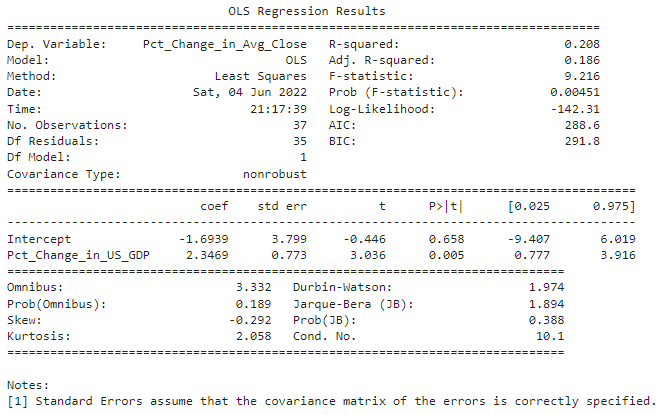 OLS Regression Results
==============================================================================
Dep. Variable: Pct_Change_in_Avg_Close R-squared: 0.208
Model: OLS Adj. R-squared: 0.186
Method: Least Squares F-statistic: 9.216
Date: Sat, 04 Jun 2022 Prob (F-statistic): 0.00451
Time: 21:17:39 Log-Likelihood: -142.31
No. Observations: 37 AIC: 288.6
Df Residuals: 35 BIC: 291.8
Df Model: 1
Covariance Type: nonrobust
==============================================================================
coef std err t P>|t| [0.025 0.975]
------------------------------------------------------------------------------
Intercept -1.6939 3.799 -0.446 0.658 -9.407 6.019
Pct_Change_in_US_GDP 2.3469 0.773 3.036 0.005 0.777 3.916
==============================================================================
Omnibus: 3.332 Durbin-Watson: 1.974
Prob(Omnibus): 0.189 Jarque-Bera (JB): 1.894
Skew: -0.292 Prob(JB): 0.388
Kurtosis: 2.058 Cond. No. 10.1
==============================================================================
Notes:
[1] Standard Errors assume that the covariance matrix of the errors is correctly specified.